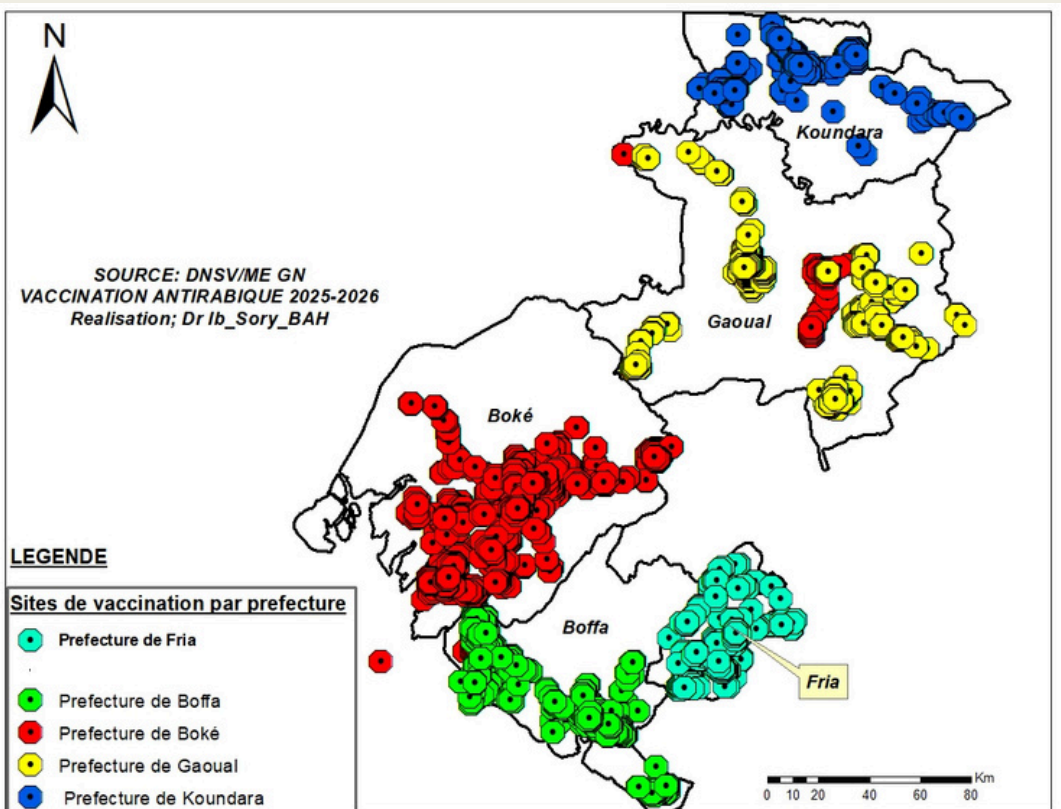 N
Koundara
SOURCE: DNSV/ME GN
VACCINATION ANTIRABIQUE 2025-2026
Realisation; Dr Ib_Sory_BAH
Gaoual
Boké
LEGENDE
Sites de vaccination par prefecture
Prefecture de Fria
Boffa
Fria
Prefecture de Boffa
Prefecture de Boké
Prefecture de Gaoual
Prefecture de Koundara
Km
0 10 20 40 60 80